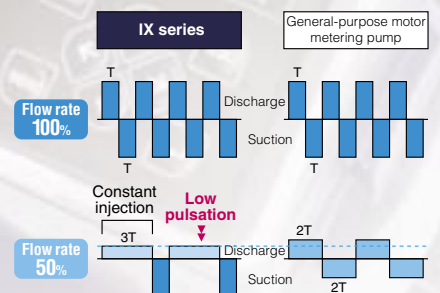 IX series
General-purpose motor
metering pump
T
T
Flow rate
100%
Discharge
Suction
T
T
Constant
injection
Low
pulsation
3T
2T
Flow rate
50%
Discharge
Suction
2T